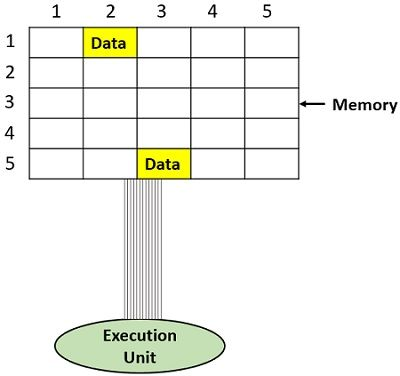 1 2 3 4 5
1 Data
2
3 Memory
4
5 Data
Execution
Unit